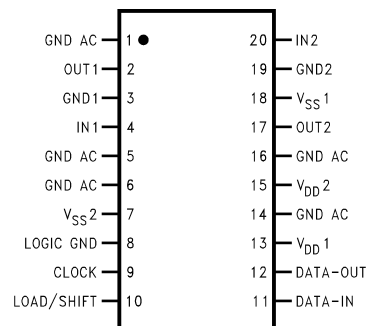 GND AC 1 20 IN2
OUT1 2 19 GND2
GND1 3 18 VSS1
IN1 4 17 OUT2
GND AC 5 16 GND AC
GND AC 6 15 VDD2
VSS2 7 14 GND AC
LOGIC GND 8 13 VDD1
CLOCK 9 12 DATA-OUT
LOAD/SHIFT 10 11 DATA-IN